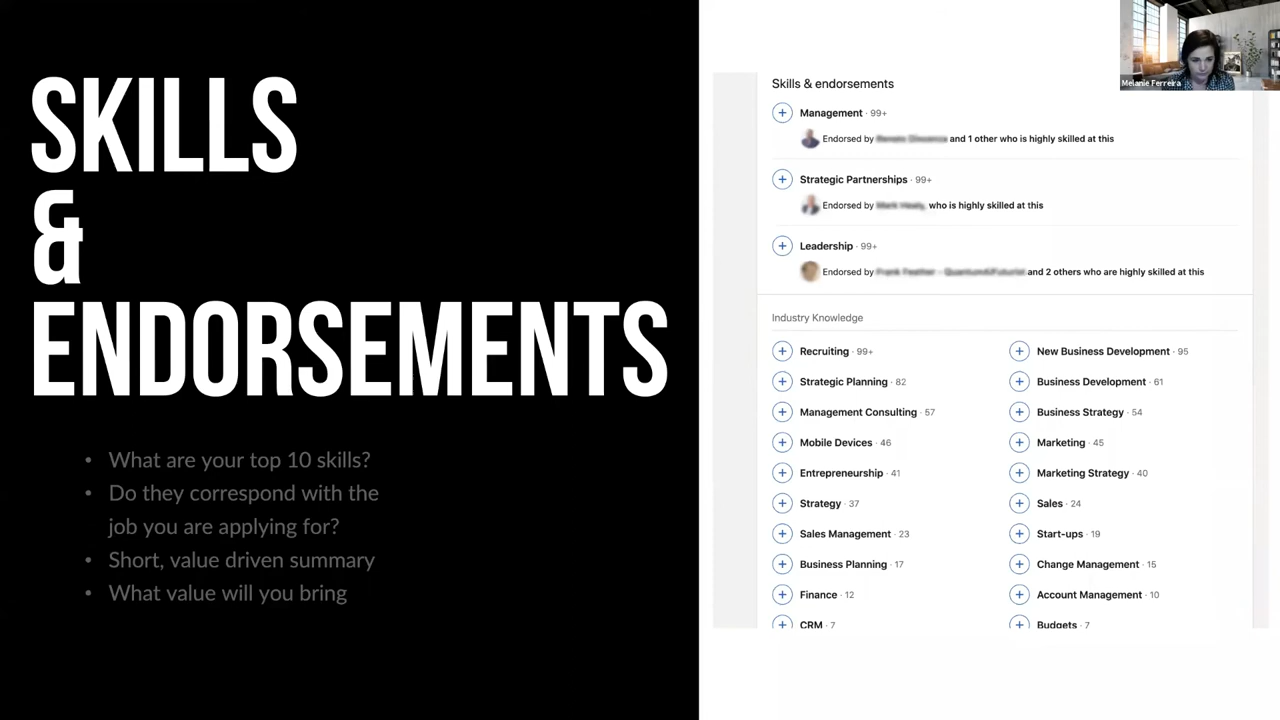 SKILLS
&
ENDORSEMENTS
• What are your top 10 skills?
• Do they correspond with the
job you are applying for?
• Short, value driven summary
• What value will you bring
Melanie Ferreira
Skills & endorsements
Management · 99+
Endorsed by and 1 other who is highly skilled at this
Strategic Partnerships · 99+
Endorsed by who is highly skilled at this
Leadership · 99+
Endorsed by and 2 others who are highly skilled at this
Industry Knowledge
Recruiting · 99+
New Business Development · 95
Strategic Planning · 82
Business Development · 61
Management Consulting · 57
Business Strategy · 54
Mobile Devices · 46
Marketing · 45
Entrepreneurship · 41
Marketing Strategy · 40
Strategy · 37
Sales · 24
Sales Management · 23
Start-ups · 19
Business Planning · 17
Change Management · 15
Finance · 12
Account Management · 10
CRM · 7
Budgets · 7